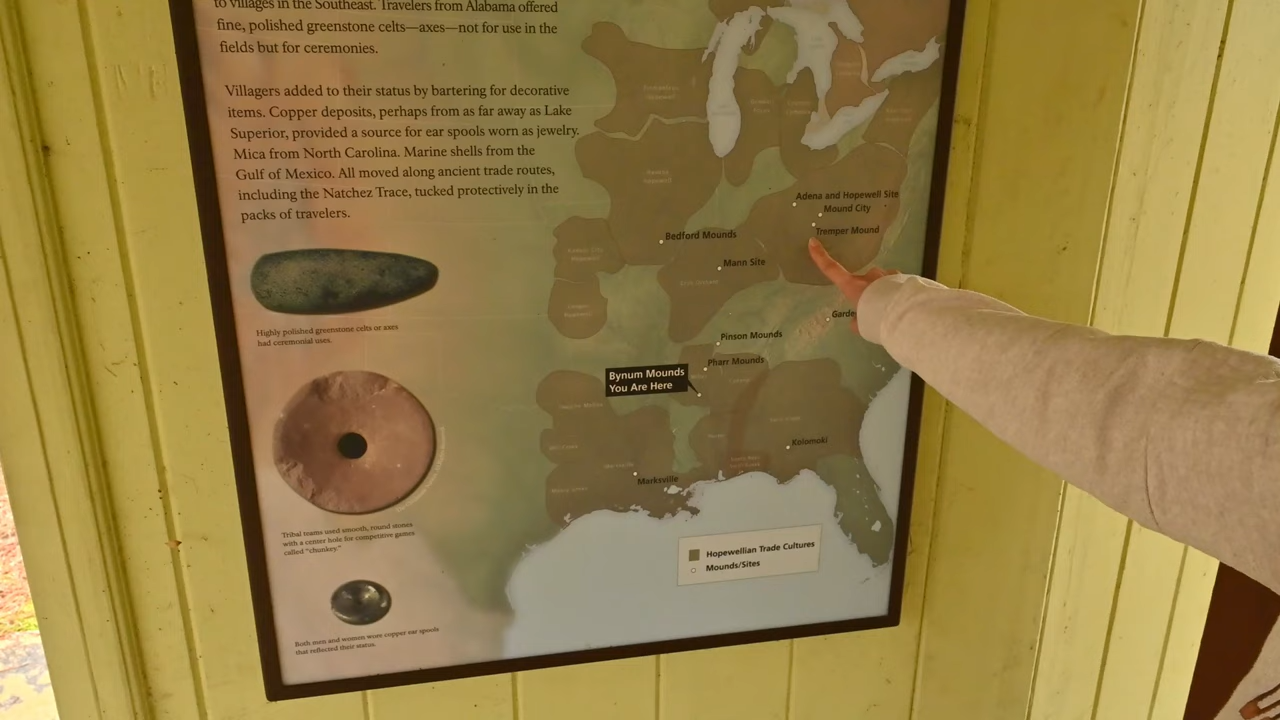 to villages in the Southeast. Travelers from Alabama offered
fine, polished greenstone celts—axes—not for use in the
fields but for ceremonies.
Villagers added to their status by bartering for decorative
items. Copper deposits, perhaps from as far away as Lake
Superior, provided a source for ear spools worn as jewelry.
Mica from North Carolina. Marine shells from the
Gulf of Mexico. All moved along ancient trade routes,
including the Natchez Trace, tucked protectively in the
packs of travelers.
Highly polished greenstone celts or axes
had ceremonial uses.
Tribal teams used smooth, round stones
with a center hole for competitive games
called "chunkey."
Both men and women wore copper ear spools
that reflected their status.
Adena and Hopewell Site
Mound City
Tremper Mound
Bedford Mounds
Mann Site
Garde
Pinson Mounds
Pharr Mounds
Bynum Mounds
You Are Here
Kolomoki
Marksville
Hopewellian Trade Cultures
Mounds/Sites